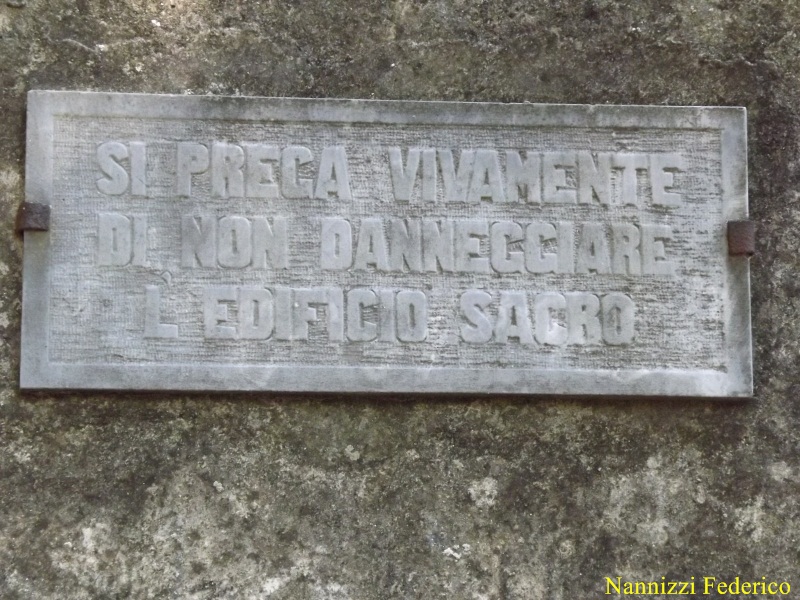 SI PREGA VIVAMENTE
DI NON DANNEGGIARE
L'EDIFICIO SACRO
Nannizzi Federico